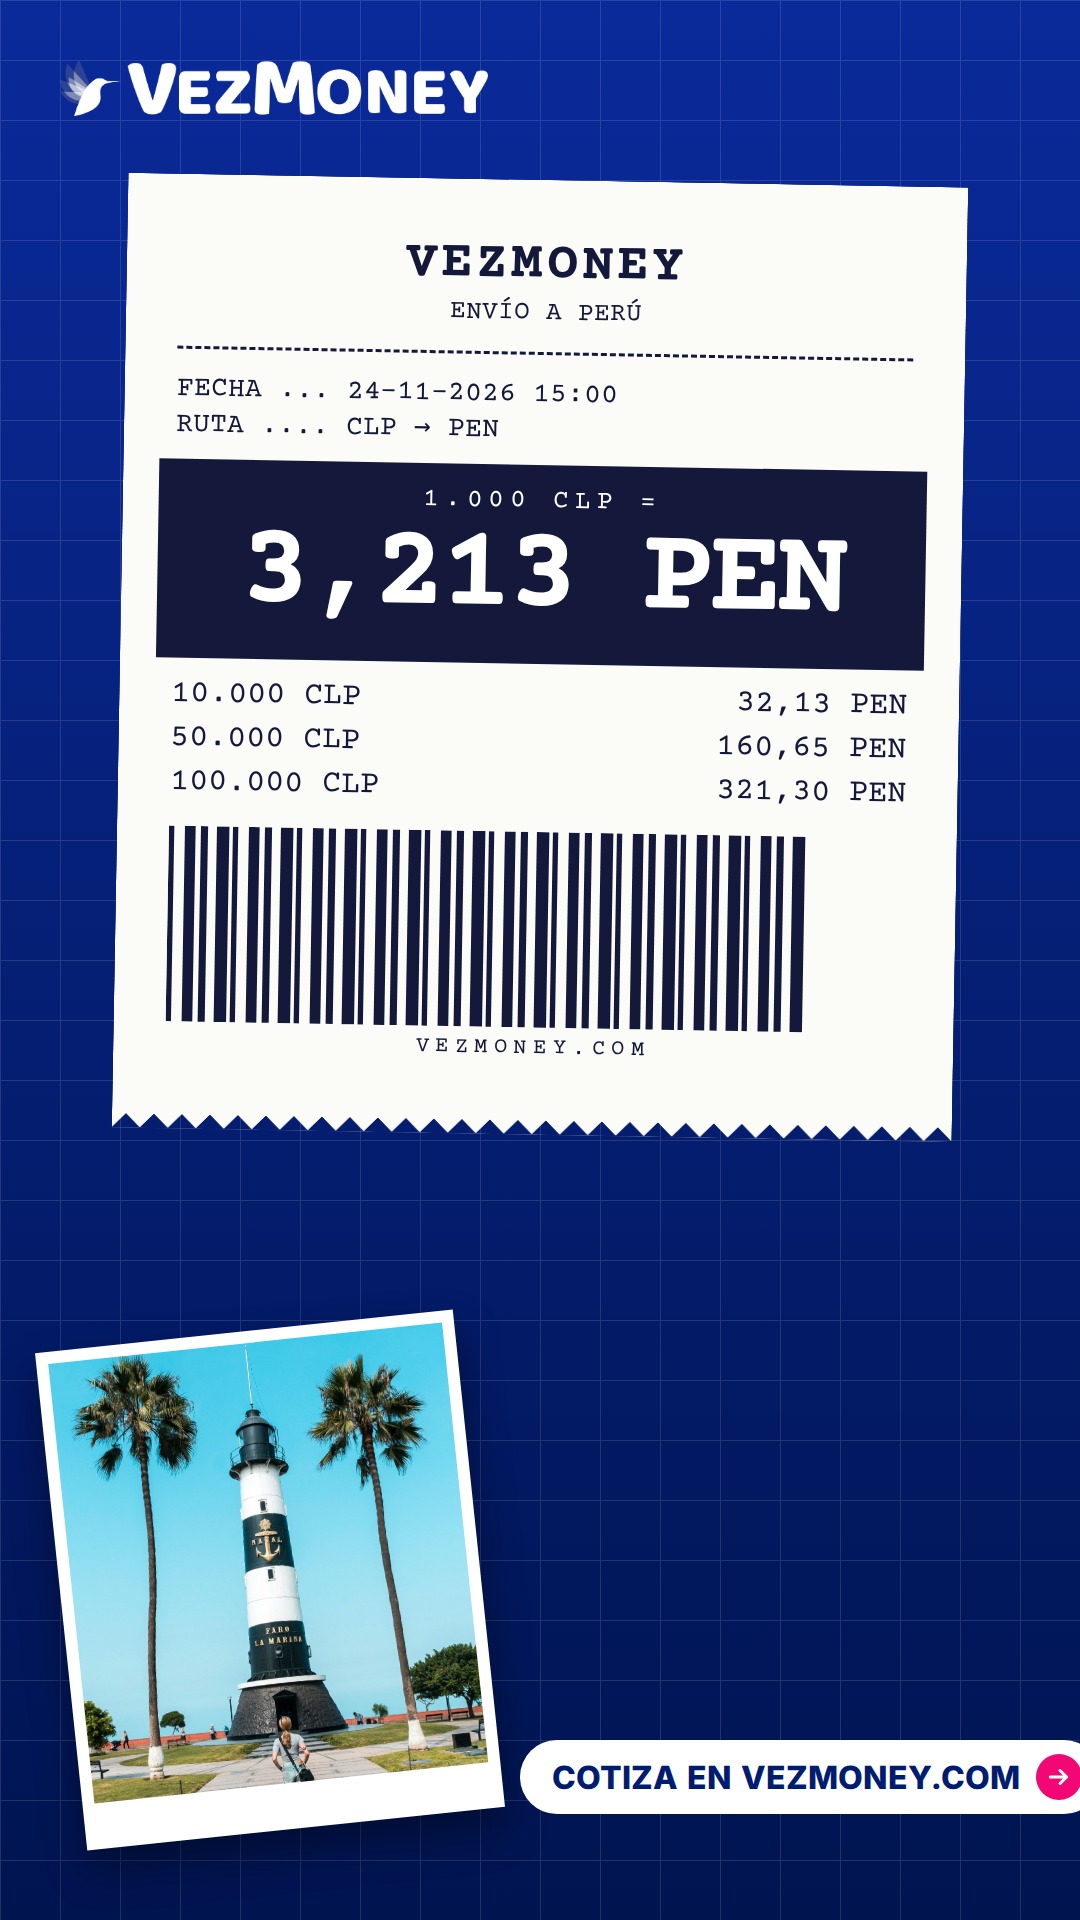 VEZMONEY
VEZMONEY
ENVÍO A PERÚ
FECHA ... 24-11-2026 15:00
RUTA .... CLP → PEN
1.000 CLP =
3,213 PEN
10.000 CLP 32,13 PEN
50.000 CLP 160,65 PEN
100.000 CLP 321,30 PEN
VEZMONEY.COM
NAVAL
FARO
LA MARINA
COTIZA EN VEZMONEY.COM